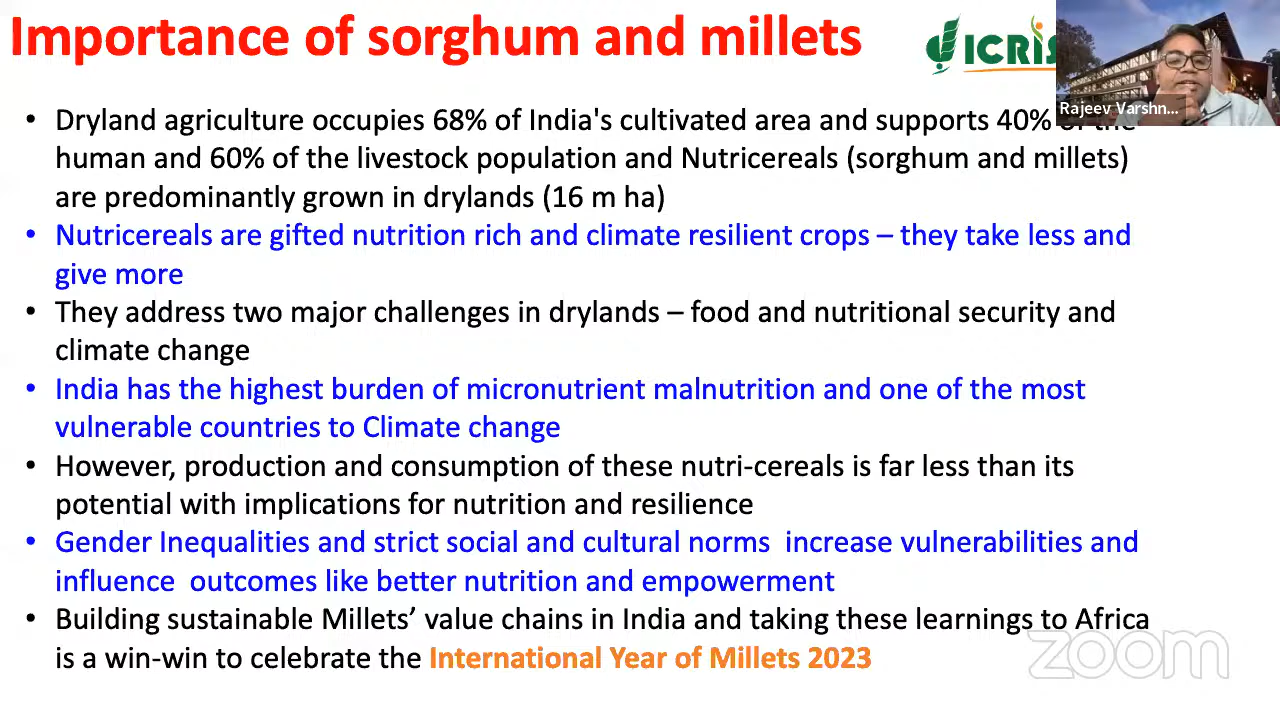 Importance of sorghum and millets
ICRIS
Rajeev Varshn...
• Dryland agriculture occupies 68% of India's cultivated area and supports 40% of the
human and 60% of the livestock population and Nutricereals (sorghum and millets)
are predominantly grown in drylands (16 m ha)
• Nutricereals are gifted nutrition rich and climate resilient crops – they take less and
give more
• They address two major challenges in drylands – food and nutritional security and
climate change
• India has the highest burden of micronutrient malnutrition and one of the most
vulnerable countries to Climate change
• However, production and consumption of these nutri-cereals is far less than its
potential with implications for nutrition and resilience
• Gender Inequalities and strict social and cultural norms  increase vulnerabilities and
influence  outcomes like better nutrition and empowerment
• Building sustainable Millets’ value chains in India and taking these learnings to Africa
is a win-win to celebrate the International Year of Millets 2023
zoom